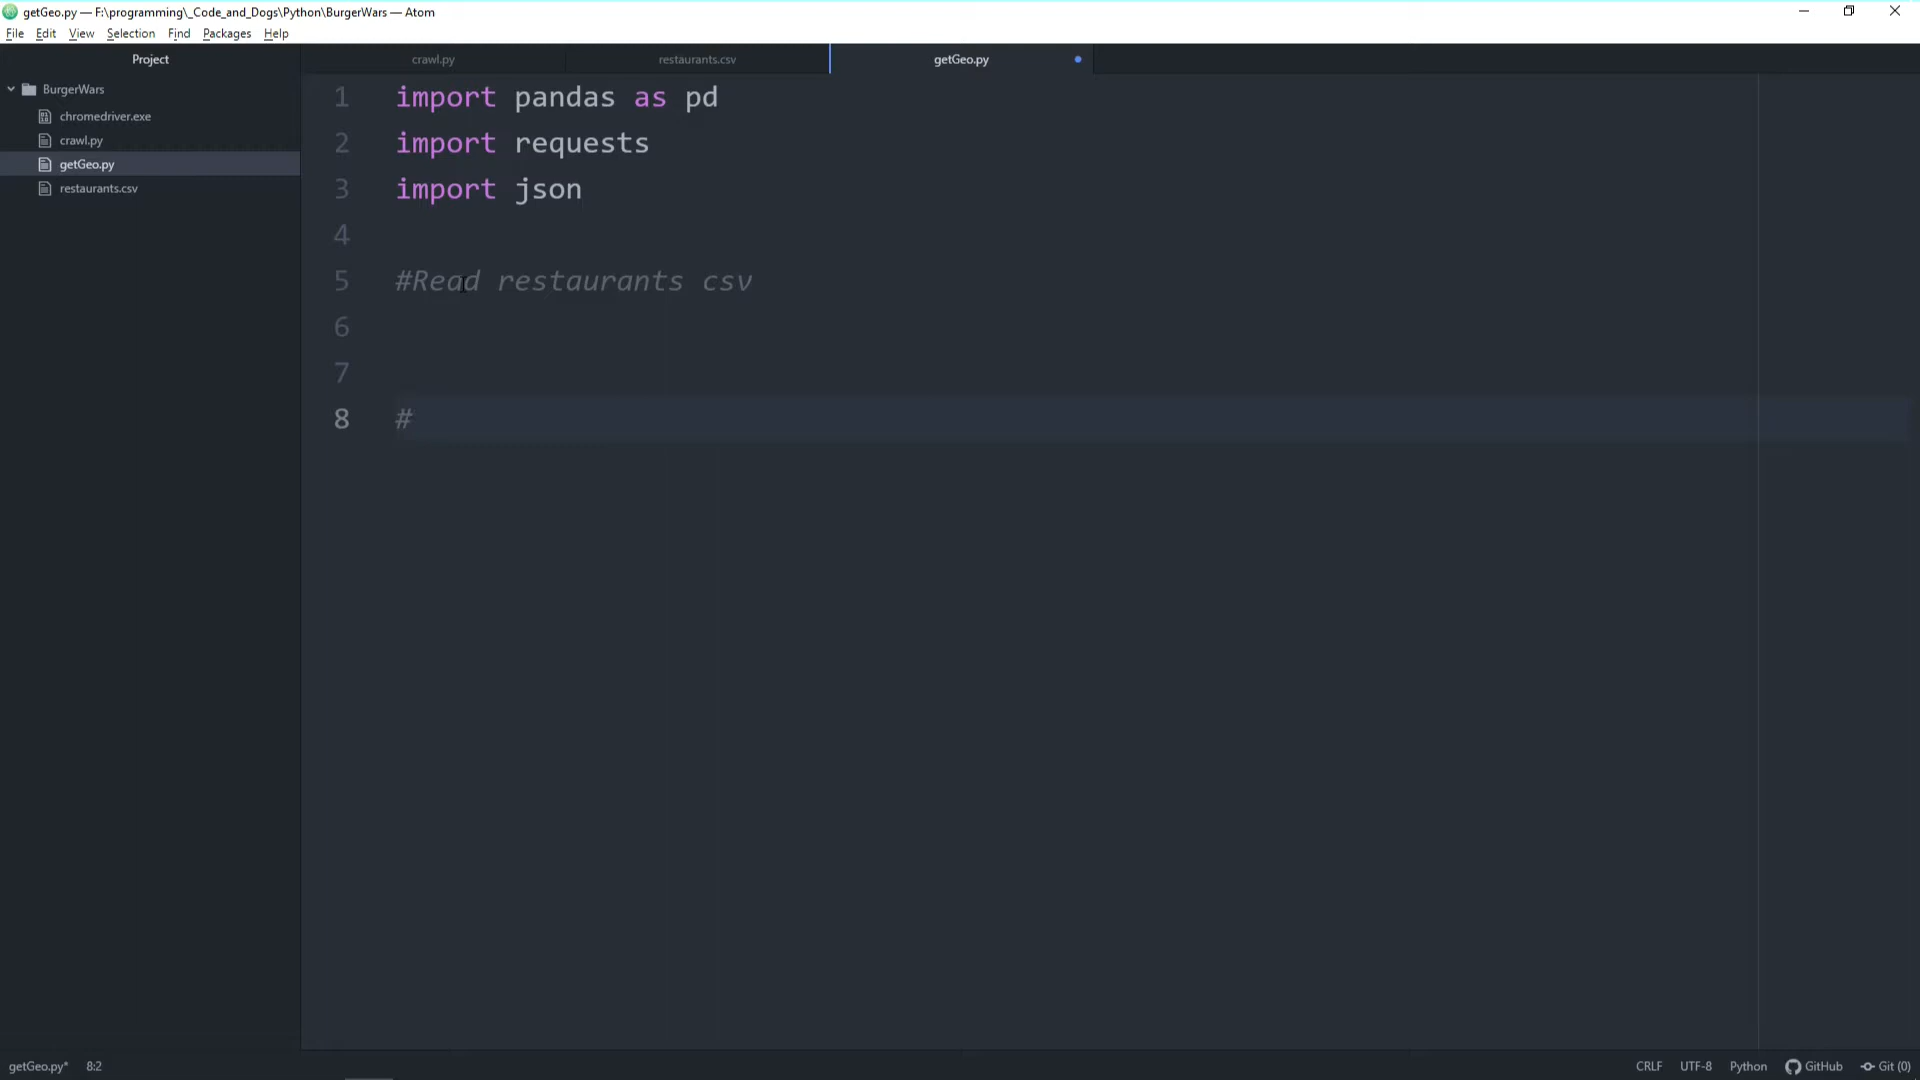 getGeo.py — F:\programming\_Code_and_Dogs\Python\BurgerWars — Atom
File Edit View Selection Find Packages Help
Project
crawl.py restaurants.csv getGeo.py
BurgerWars
chromedriver.exe
crawl.py
getGeo.py
restaurants.csv
1 import pandas as pd
2 import requests
3 import json
4
5 #Read restaurants csv
6
7
8 #
getGeo.py* 8:2 CRLF UTF-8 Python GitHub Git (0)